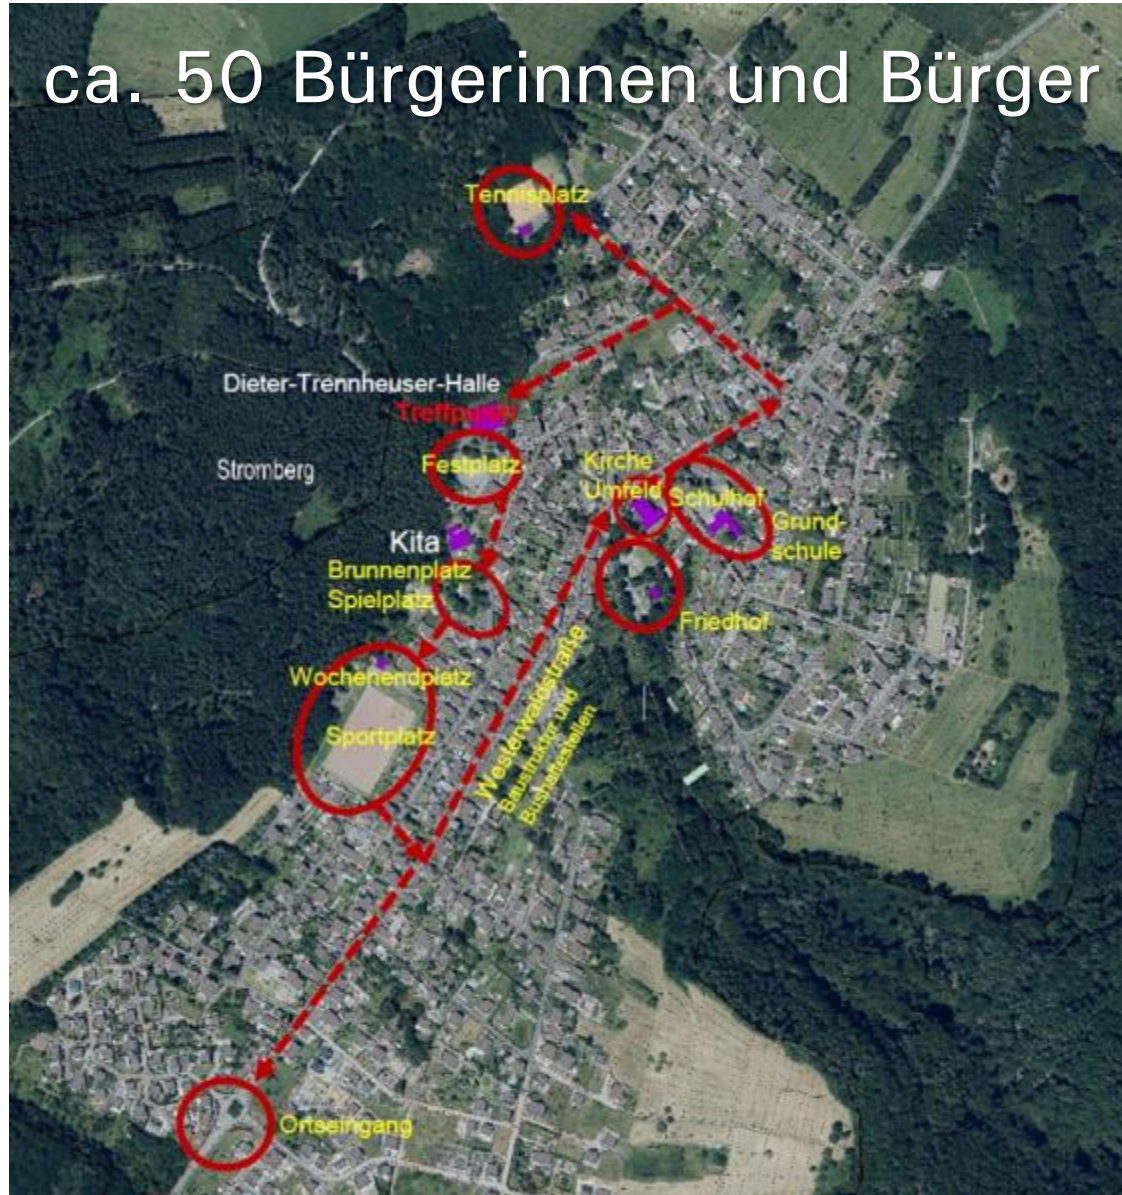 ca. 50 Bürgerinnen und Bürger
Tennisplatz
Dieter-Trennheuser-Halle
Treffpunkt
Festplatz
Stromberg
Kirche
Umfeld
Schulhof
Grund-
schule
Kita
Brunnenplatz
Spielplatz
Friedhof
Wochenendplatz
Sportplatz
Westerwaldstraße
Baustruktur und
Bushaltestellen
Ortseingang